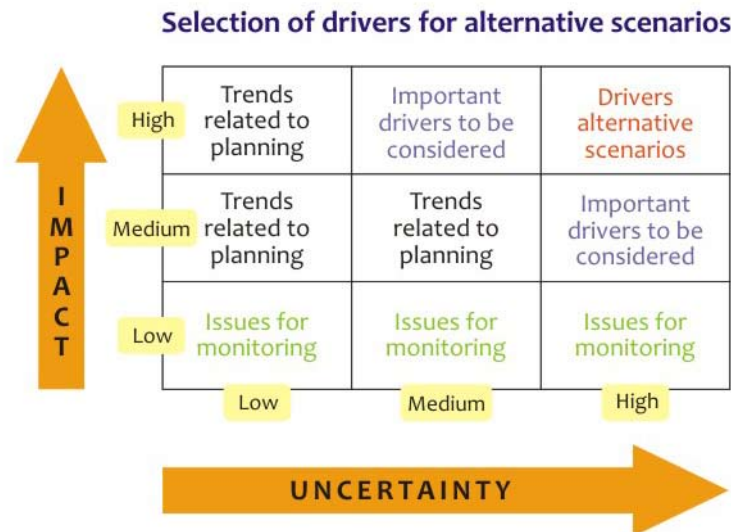 Selection of drivers for alternative scenarios
High
Trends
related to
planning
Important
drivers to be
considered
Drivers
alternative
scenarios
Medium
Trends
related to
planning
Trends
related to
planning
Important
drivers to be
considered
Low
Issues for
monitoring
Issues for
monitoring
Issues for
monitoring
IMPACT
Low
Medium
High
UNCERTAINTY